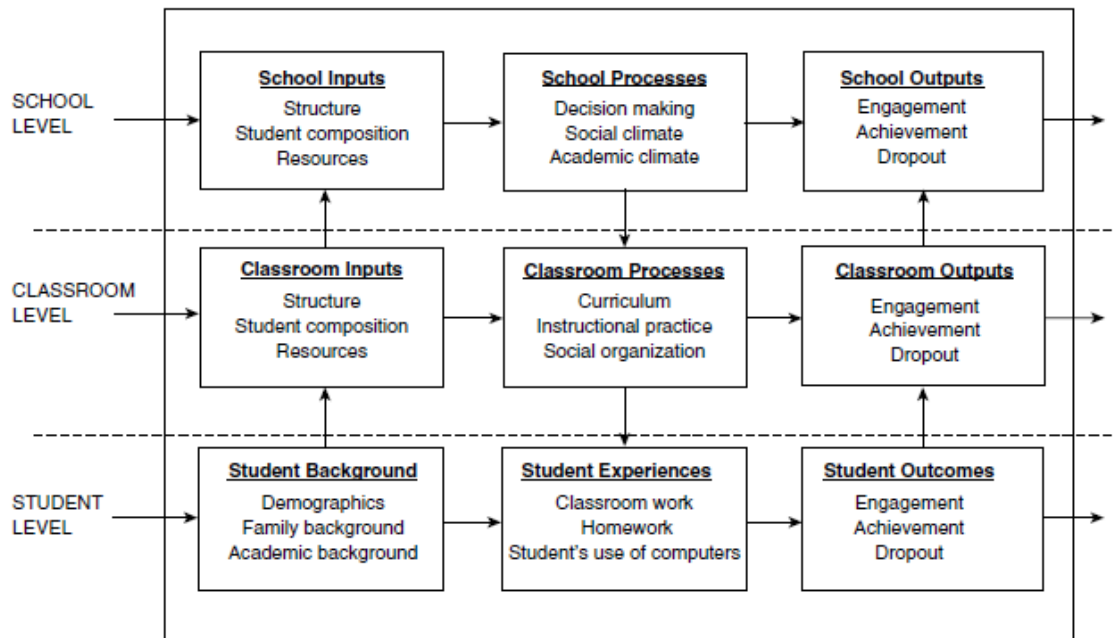 SCHOOL
LEVEL
School Inputs
Structure
Student composition
Resources
School Processes
Decision making
Social climate
Academic climate
School Outputs
Engagement
Achievement
Dropout
CLASSROOM
LEVEL
Classroom Inputs
Structure
Student composition
Resources
Classroom Processes
Curriculum
Instructional practice
Social organization
Classroom Outputs
Engagement
Achievement
Dropout
STUDENT
LEVEL
Student Background
Demographics
Family background
Academic background
Student Experiences
Classroom work
Homework
Student's use of computers
Student Outcomes
Engagement
Achievement
Dropout